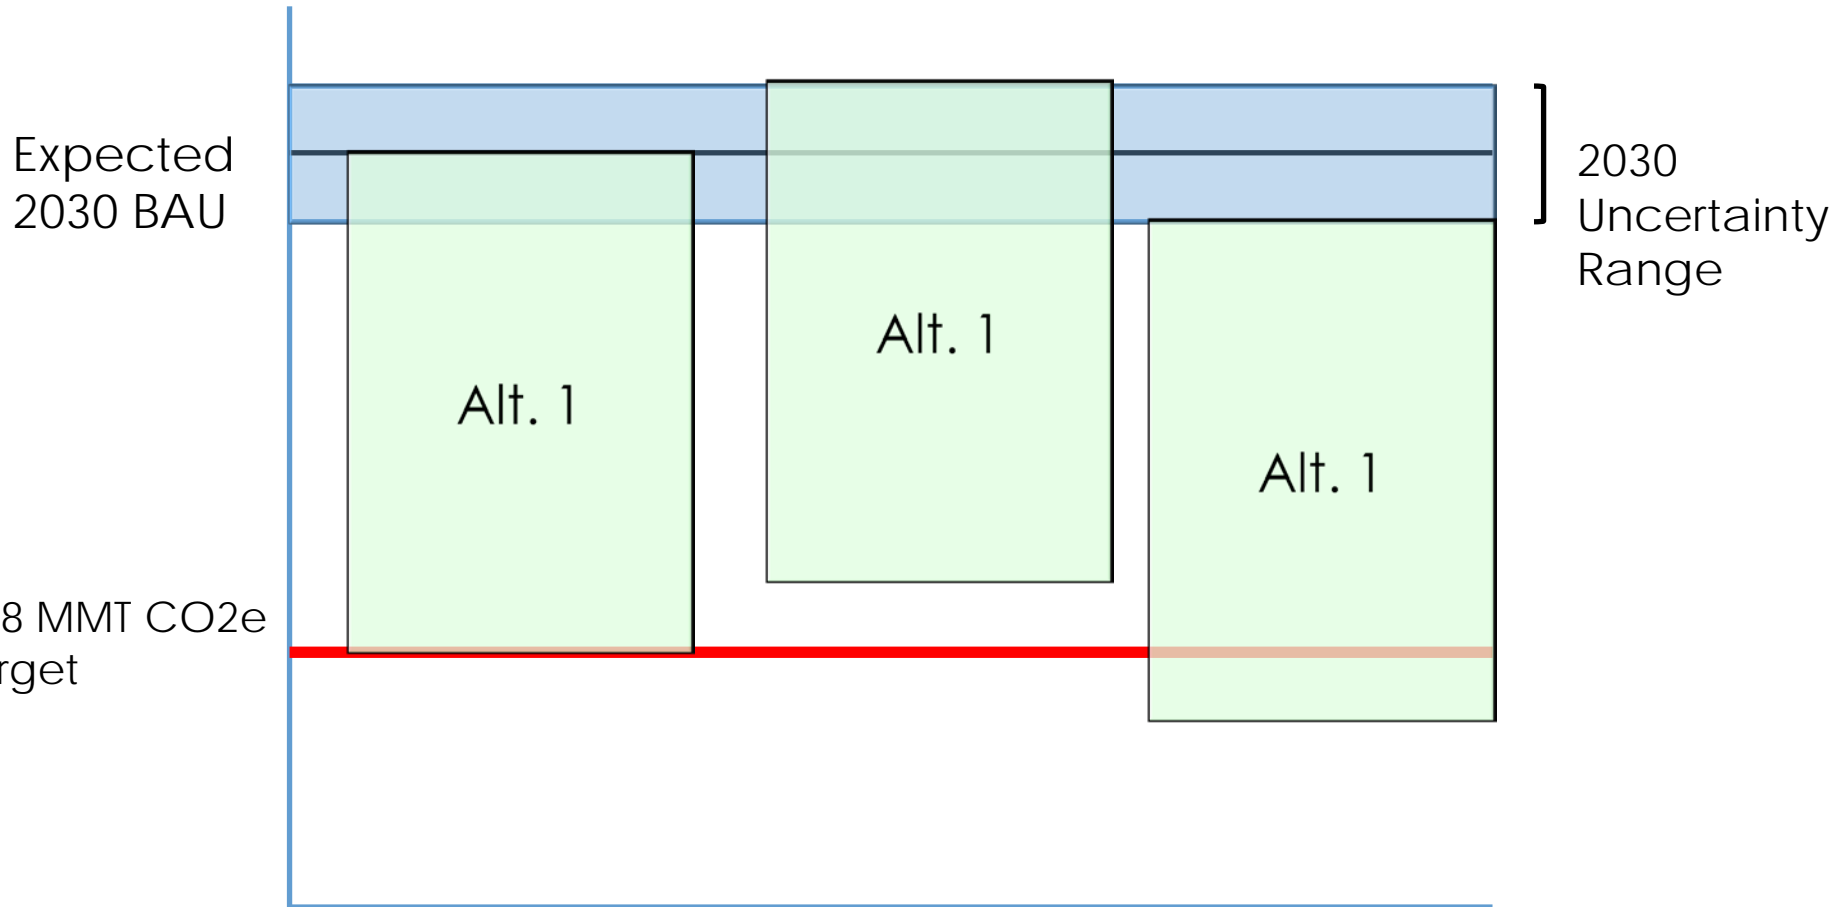 Expected
2030 BAU
2030
Uncertainty
Range
Alt. 1
Alt. 1
Alt. 1
8 MMT CO2e
rget